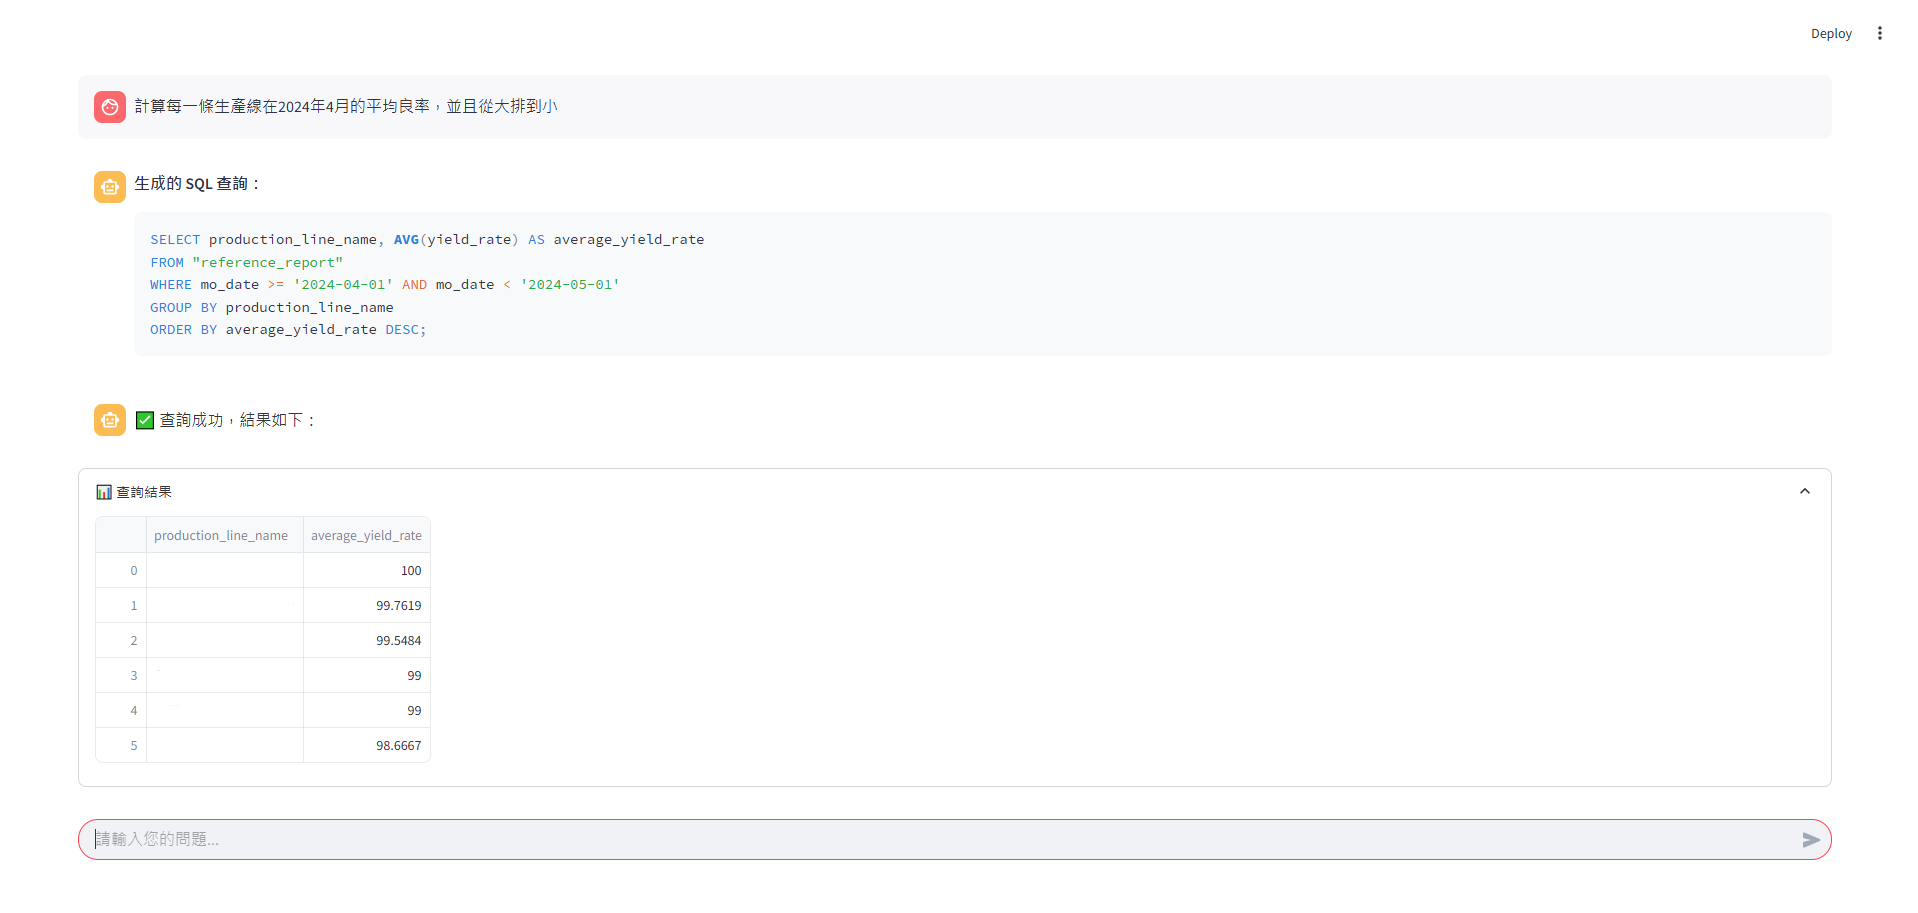 Deploy
計算每一條生產線在2024年4月的平均良率，並且從大排到小
生成的 SQL 查詢：
SELECT production_line_name, AVG(yield_rate) AS average_yield_rate
FROM "reference_report"
WHERE mo_date >= '2024-04-01' AND mo_date < '2024-05-01'
GROUP BY production_line_name
ORDER BY average_yield_rate DESC;
✅ 查詢成功，結果如下：
📊 查詢結果
production_line_name average_yield_rate
0 100
1 99.7619
2 99.5484
3 99
4 99
5 98.6667
請輸入您的問題...